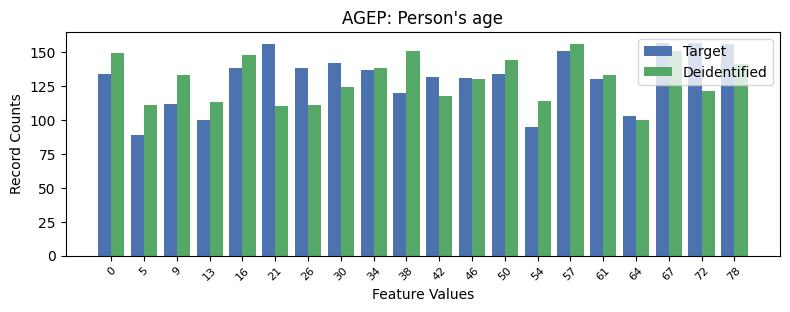 AGEP: Person's age
Record Counts
150
125
100
75
50
25
0
Target
Deidentified
0 5 9 13 16 21 26 30 34 38 42 46 50 54 57 61 64 67 72 78
Feature Values